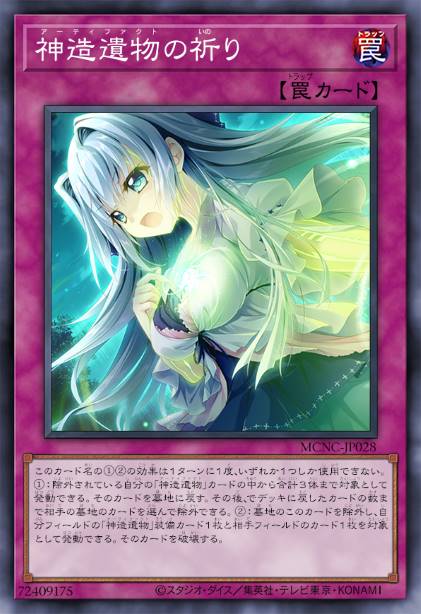 アーティファクト いの
神造遺物の祈り
トラップ
罠
トラップ
【罠カード】
MCNC-JP028
このカード名の①②の効果は1ターンに1度、いずれか1つしか使用できない。
①：除外されている自分の「神造遺物」カードの中から合計3体まで対象として
発動できる。そのカードを墓地に戻す。その後、デッキに戻したカードの数ま
で相手の墓地のカードを選んで除外できる。②：墓地のこのカードを除外し、自
分フィールドの「神造遺物」装備カード1枚と相手フィールドのカード1枚を対象
として発動できる。そのカードを破壊する。
72409175
©スタジオ・ダイス／集英社・テレビ東京・KONAMI